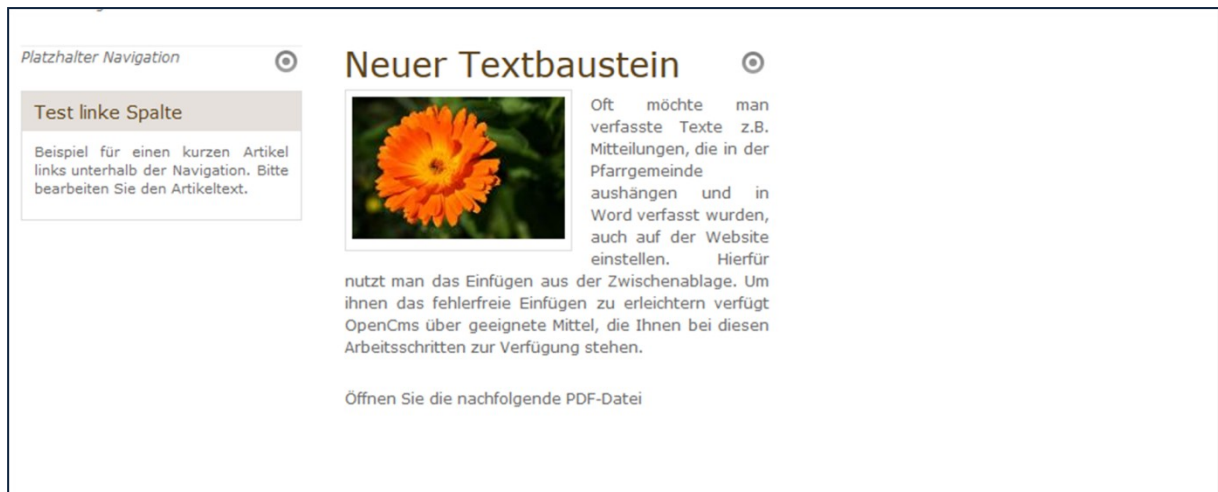 Platzhalter Navigation
Test linke Spalte
Beispiel für einen kurzen Artikel
links unterhalb der Navigation. Bitte
bearbeiten Sie den Artikeltext.
Neuer Textbaustein
Oft möchte man
verfasste Texte z.B.
Mitteilungen, die in der
Pfarrgemeinde
aushängen und in
Word verfasst wurden,
auch auf der Website
einstellen. Hierfür
nutzt man das Einfügen aus der Zwischenablage. Um
ihnen das fehlerfreie Einfügen zu erleichtern verfügt
OpenCms über geeignete Mittel, die Ihnen bei diesen
Arbeitsschritten zur Verfügung stehen.
Öffnen Sie die nachfolgende PDF-Datei